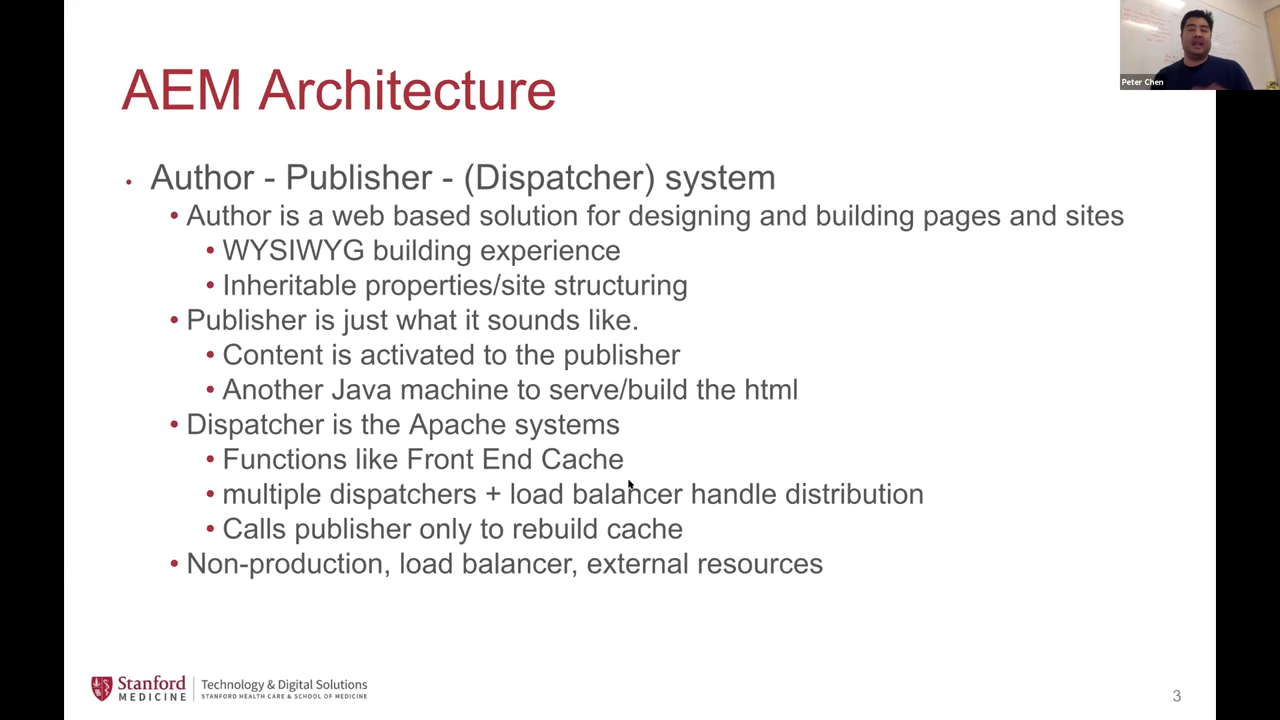 AEM Architecture
Peter Chen
• Author - Publisher - (Dispatcher) system
• Author is a web based solution for designing and building pages and sites
• WYSIWYG building experience
• Inheritable properties/site structuring
• Publisher is just what it sounds like.
• Content is activated to the publisher
• Another Java machine to serve/build the html
• Dispatcher is the Apache systems
• Functions like Front End Cache
• multiple dispatchers + load balancer handle distribution
• Calls publisher only to rebuild cache
• Non-production, load balancer, external resources
Stanford
MEDICINE
Technology & Digital Solutions
STANFORD HEALTH CARE & SCHOOL OF MEDICINE
3